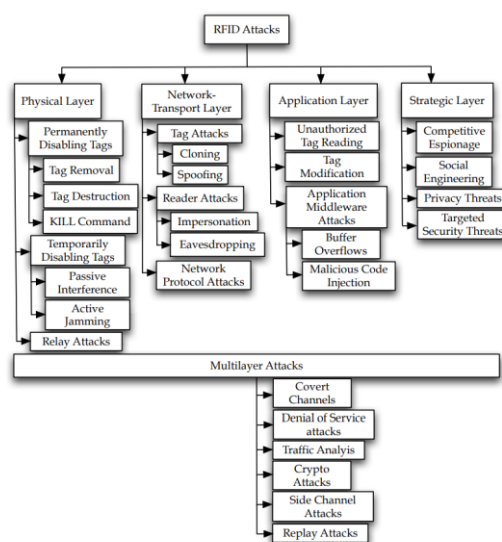 RFID Attacks
Physical Layer
Permanently
Disabling Tags
Tag Removal
Tag Destruction
KILL Command
Temporarily
Disabling Tags
Passive
Interference
Active
Jamming
Relay Attacks
Network-
Transport Layer
Tag Attacks
Cloning
Spoofing
Reader Attacks
Impersonation
Eavesdropping
Network
Protocol Attacks
Application Layer
Unauthorized
Tag Reading
Tag
Modification
Application
Middleware
Attacks
Buffer
Overflows
Malicious Code
Injection
Strategic Layer
Competitive
Espionage
Social
Engineering
Privacy Threats
Targeted
Security Threats
Multilayer Attacks
Covert
Channels
Denial of Service
attacks
Traffic Analyis
Crypto
Attacks
Side Channel
Attacks
Replay Attacks